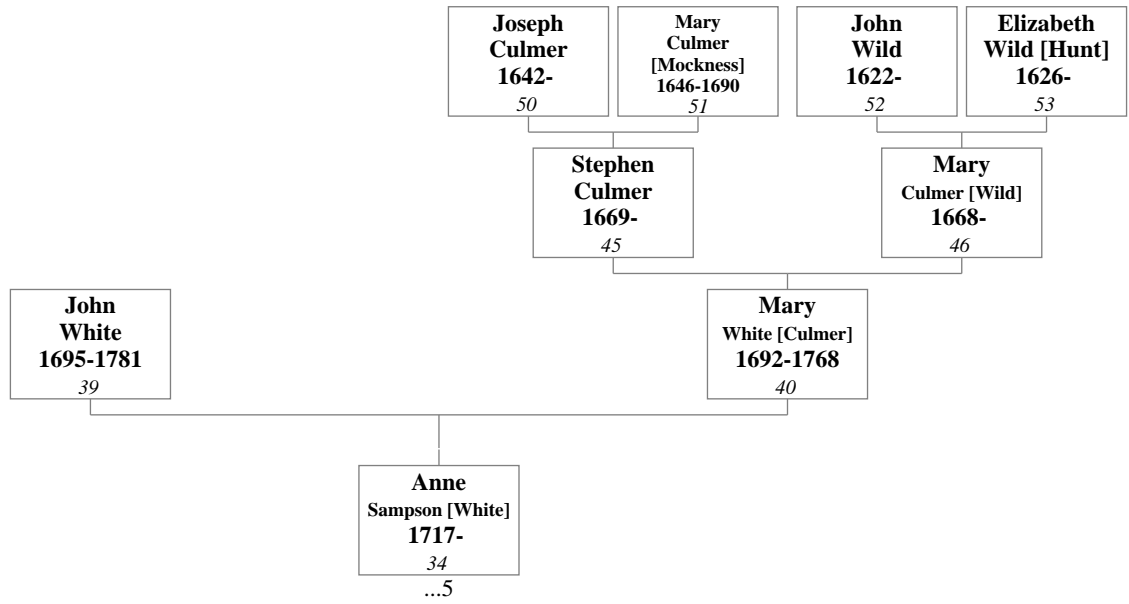 Joseph
Culmer
1642-
50
Mary
Culmer
[Mockness]
1646-1690
51
John
Wild
1622-
52
Elizabeth
Wild [Hunt]
1626-
53
Stephen
Culmer
1669-
45
Mary
Culmer [Wild]
1668-
46
John
White
1695-1781
39
Mary
White [Culmer]
1692-1768
40
Anne
Sampson [White]
1717-
34
...5